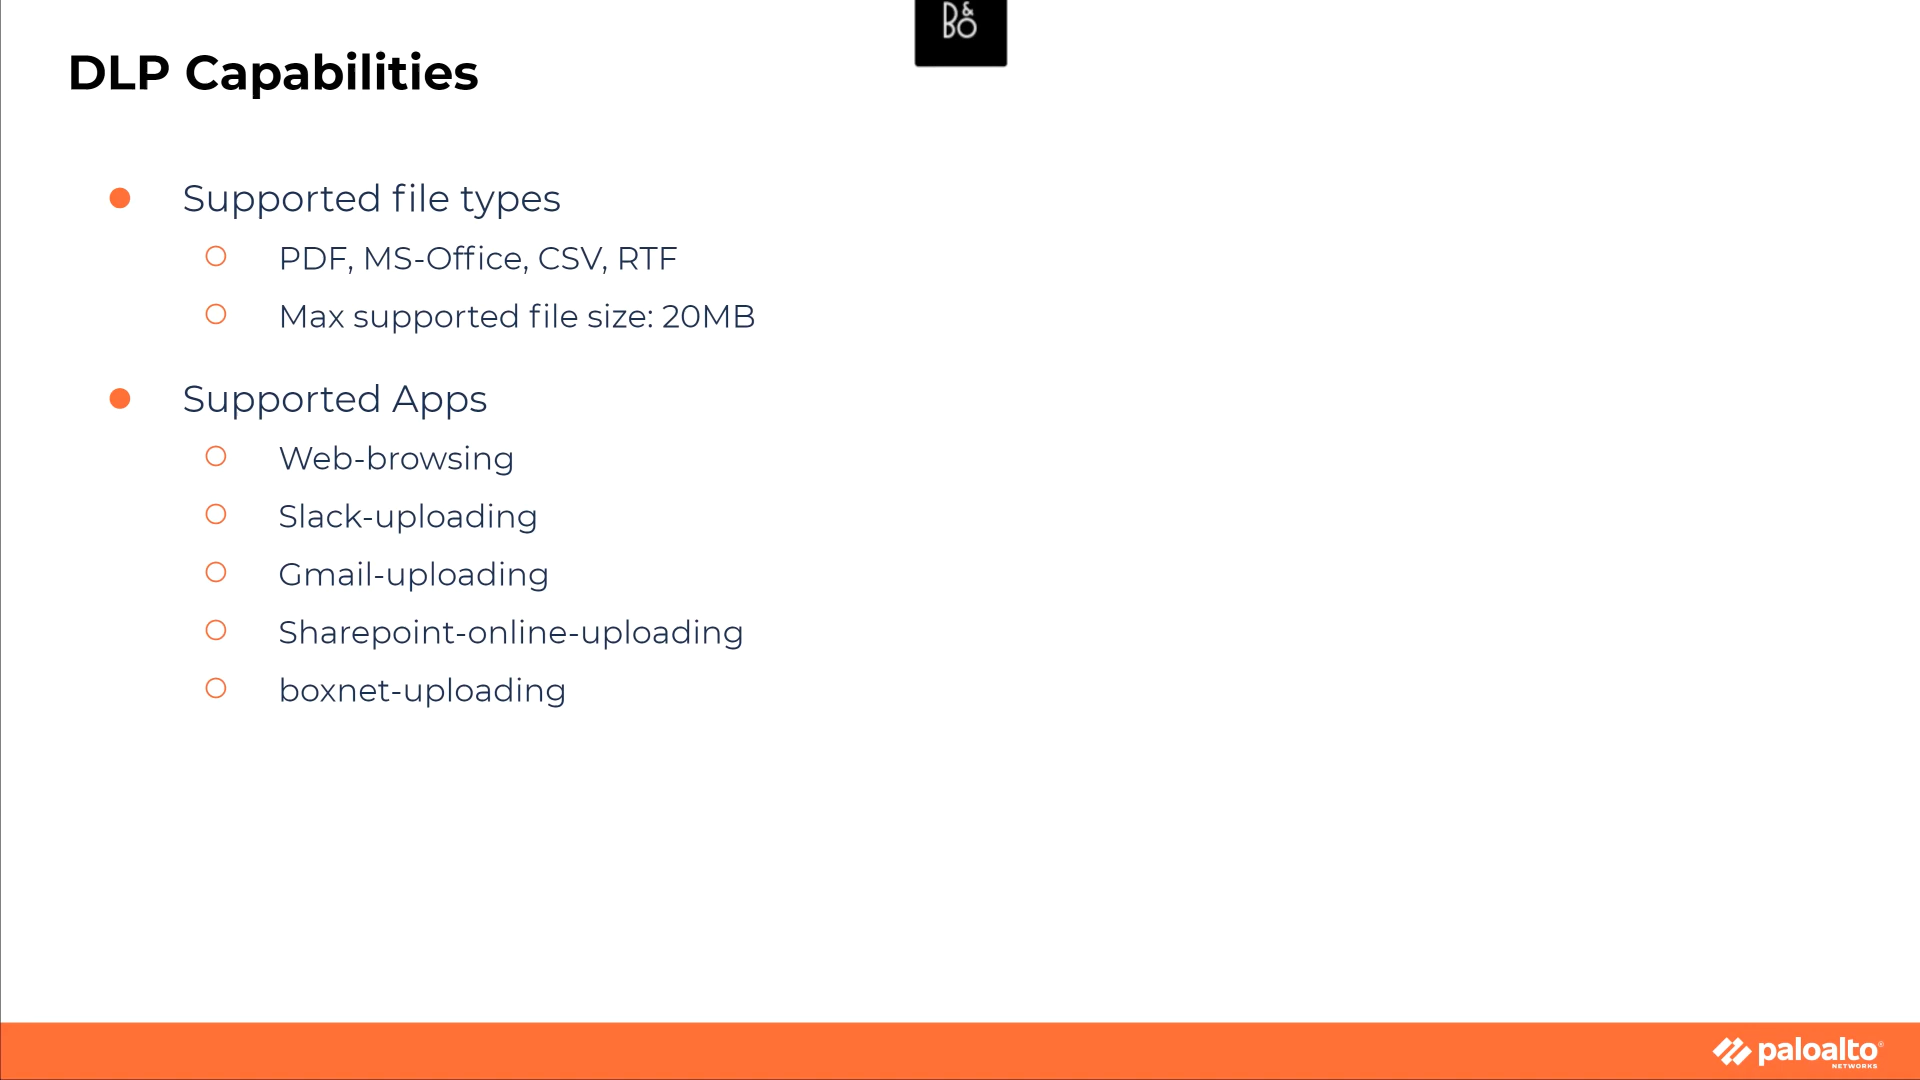 B&O
DLP Capabilities
Supported file types
PDF, MS-Office, CSV, RTF
Max supported file size: 20MB
Supported Apps
Web-browsing
Slack-uploading
Gmail-uploading
Sharepoint-online-uploading
boxnet-uploading
paloalto®
NETWORKS